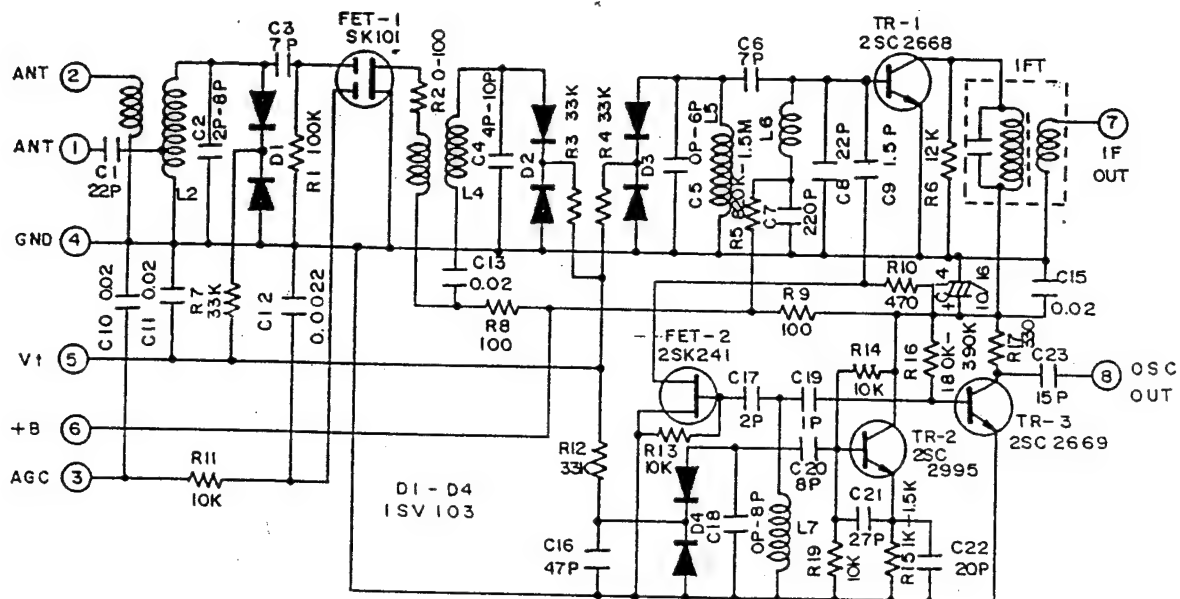 ANT 2
ANT 1
GND 4
Vt 5
+B 6
AGC 3
C1
22P
L2
C2
2P-8P
C3
7P
D1
R1 100K
FET-1
SK101
R2 0-100
L4
C4
4P-10P
D2
R3 33K
R4 33K
D3
C5
0P-6P
L5
C6
7P
L6
R5
C7
220P
C8 22P
C9 1.5P
TR-1
2SC2668
R6
12K
IFT
7
IF
OUT
C10 0.02
C11 0.02
R7
33K
C12
0.0022
C13
0.02
R8
100
R9
100
R10
470
10/16
C15
0.02
FET-2
2SK241
C17
2P
C19
1P
R14
10K
R16
180K-
390K
R17
330
C23
15P
8 OSC
OUT
TR-3
2SC2669
R11
10K
D1-D4
1SV103
R12
33K
R13
10K
C20
8P
TR-2
2SC
2995
C16
47P
D4
C18
0P-8P
L7
C21
27P
R19
10K
R15
1K-1.5K
C22
20P